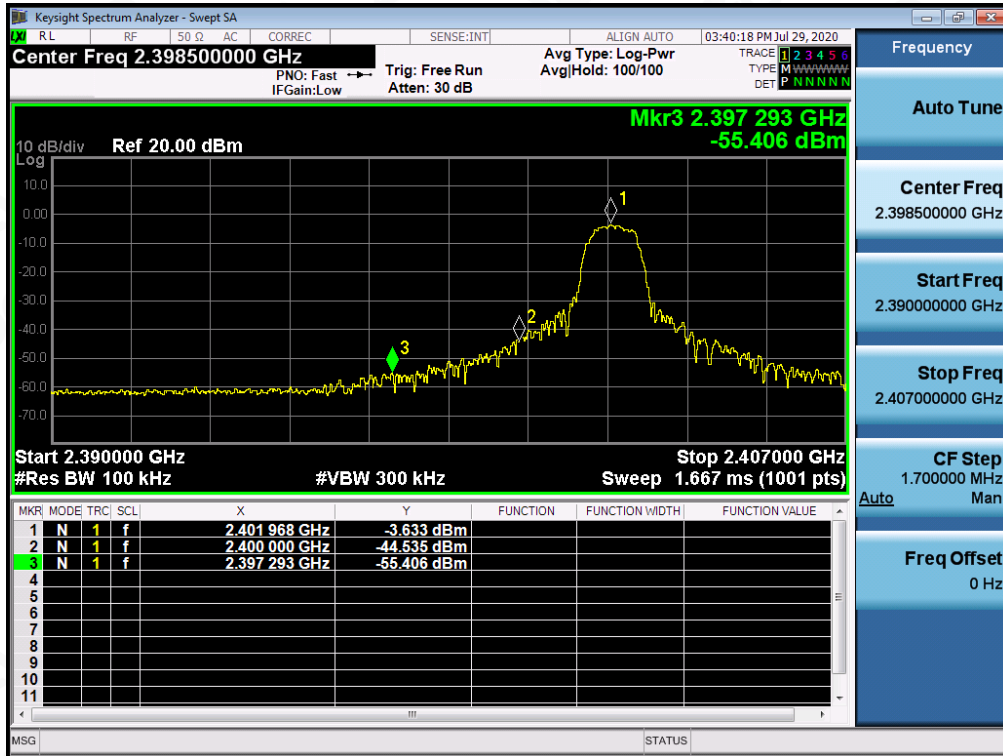 Keysight Spectrum Analyzer - Swept SA
LXI RL RF 50 Ω AC CORREC SENSE:INT ALIGN AUTO 03:40:18 PM Jul 29, 2020
Center Freq 2.398500000 GHz
PNO: Fast
IFGain:Low
Trig: Free Run
Atten: 30 dB
Avg Type: Log-Pwr
Avg|Hold: 100/100
TRACE 1 2 3 4 5 6
TYPE M WWWWW
DET P N N N N N
Mkr3 2.397 293 GHz
-55.406 dBm
10 dB/div Ref 20.00 dBm
Log
10.0
0.00
-10.0
-20.0
-30.0
-40.0
-50.0
-60.0
-70.0
1
2
3
Start 2.390000 GHz Stop 2.407000 GHz
#Res BW 100 kHz #VBW 300 kHz Sweep 1.667 ms (1001 pts)
MKR MODE TRC SCL X Y FUNCTION FUNCTION WIDTH FUNCTION VALUE
1 N 1 f 2.401 968 GHz -3.633 dBm
2 N 1 f 2.400 000 GHz -44.535 dBm
3 N 1 f 2.397 293 GHz -55.406 dBm
4
5
6
7
8
9
10
11
MSG STATUS
Frequency
Auto Tune
Center Freq
2.398500000 GHz
Start Freq
2.390000000 GHz
Stop Freq
2.407000000 GHz
CF Step
1.700000 MHz
Auto Man
Freq Offset
0 Hz